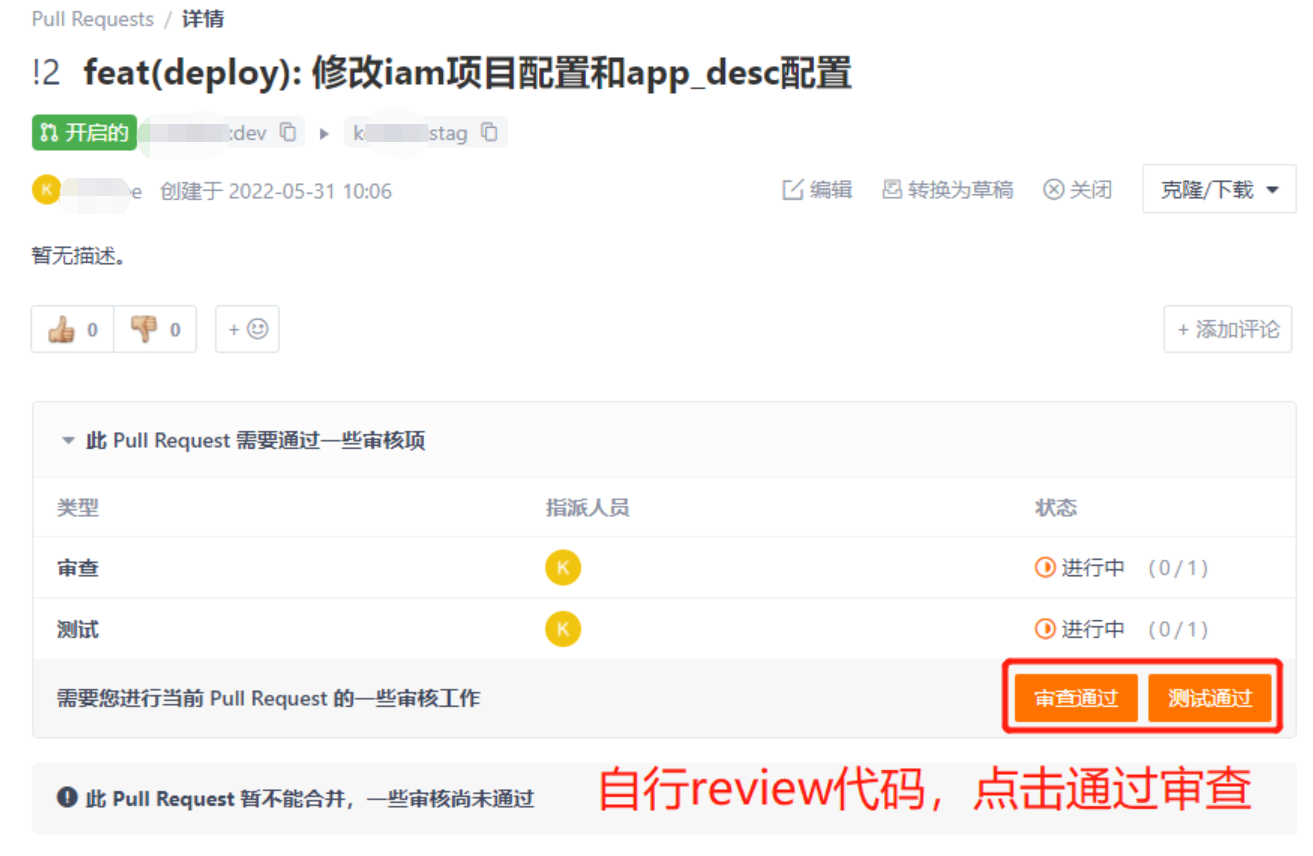 Pull Requests / 详情
!2 feat(deploy): 修改iam项目配置和app_desc配置
开启的 :dev k stag
K e 创建于 2022-05-31 10:06 编辑 转换为草稿 关闭 克隆/下载
暂无描述。
0 0 + + 添加评论
此 Pull Request 需要通过一些审核项
类型 指派人员 状态
审查 K 进行中 (0/1)
测试 K 进行中 (0/1)
需要您进行当前 Pull Request 的一些审核工作 审查通过 测试通过
此 Pull Request 暂不能合并，一些审核尚未通过 自行review代码，点击通过审查